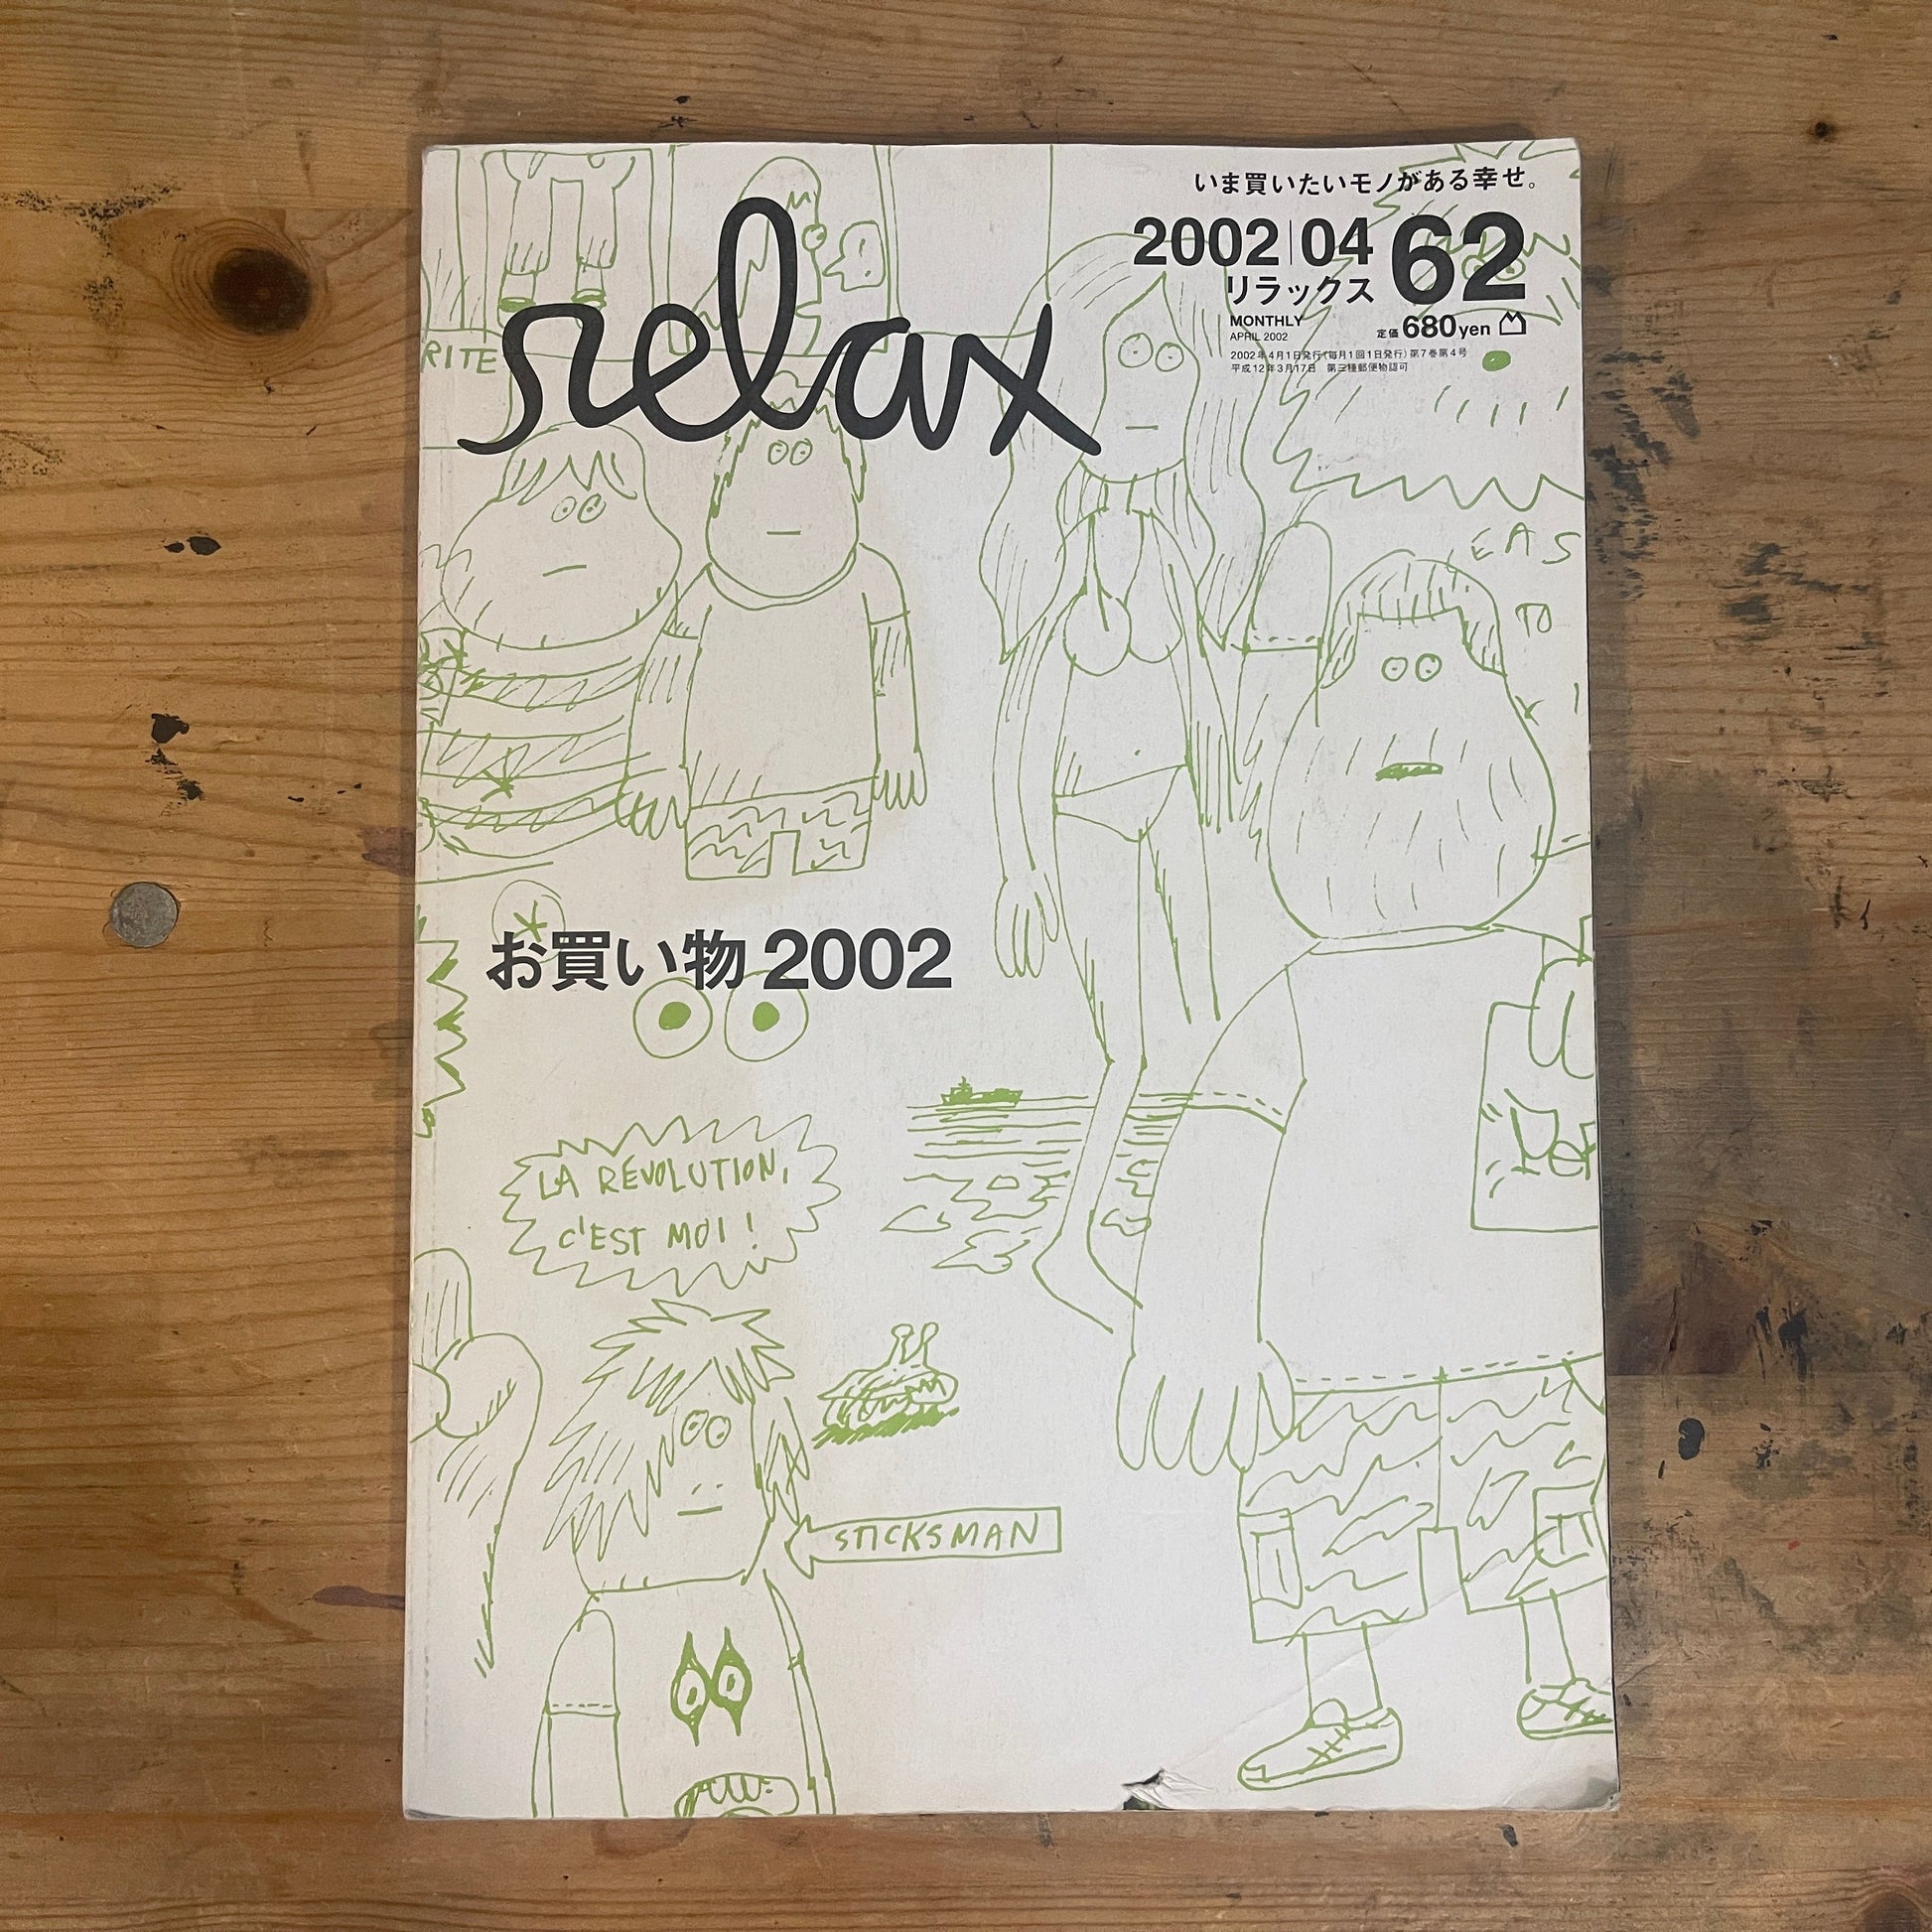 いま買いたいモノがある幸せ。
relax
2002|04 62
リラックス
MONTHLY
APRIL 2002
定価680yen
2002年4月1日発行(毎月1回1日発行)第7巻第4号
平成12年3月17日 第三種郵便物認可
RITE
EAS
TO
お買い物2002
LA RÉVOLUTION,
C'EST MOI!
STICKSMAN